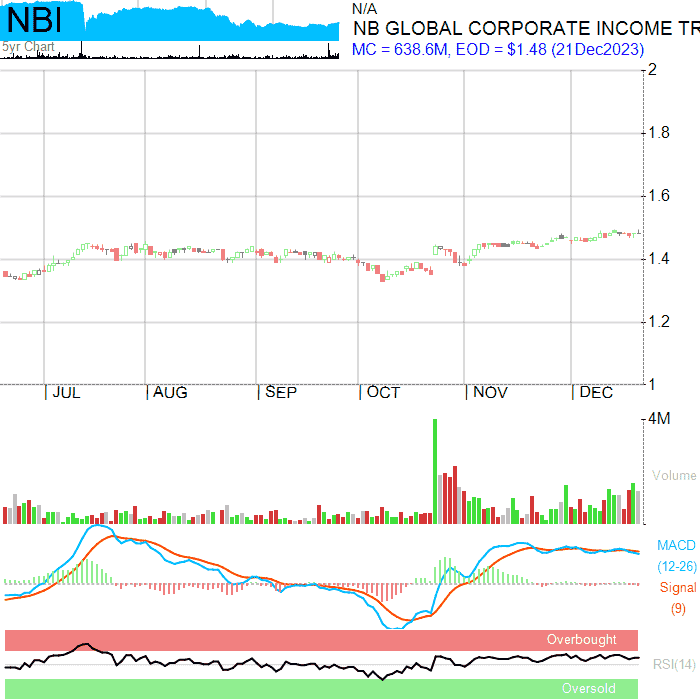 NBI
5yr Chart
N/A
NB GLOBAL CORPORATE INCOME TR
MC = 638.6M, EOD = $1.48 (21Dec2023)
2
1.8
1.6
1.4
1.2
1
JUL AUG SEP OCT NOV DEC
4M
Volume
MACD
(12-26)
Signal
(9)
Overbought
RSI(14)
Oversold